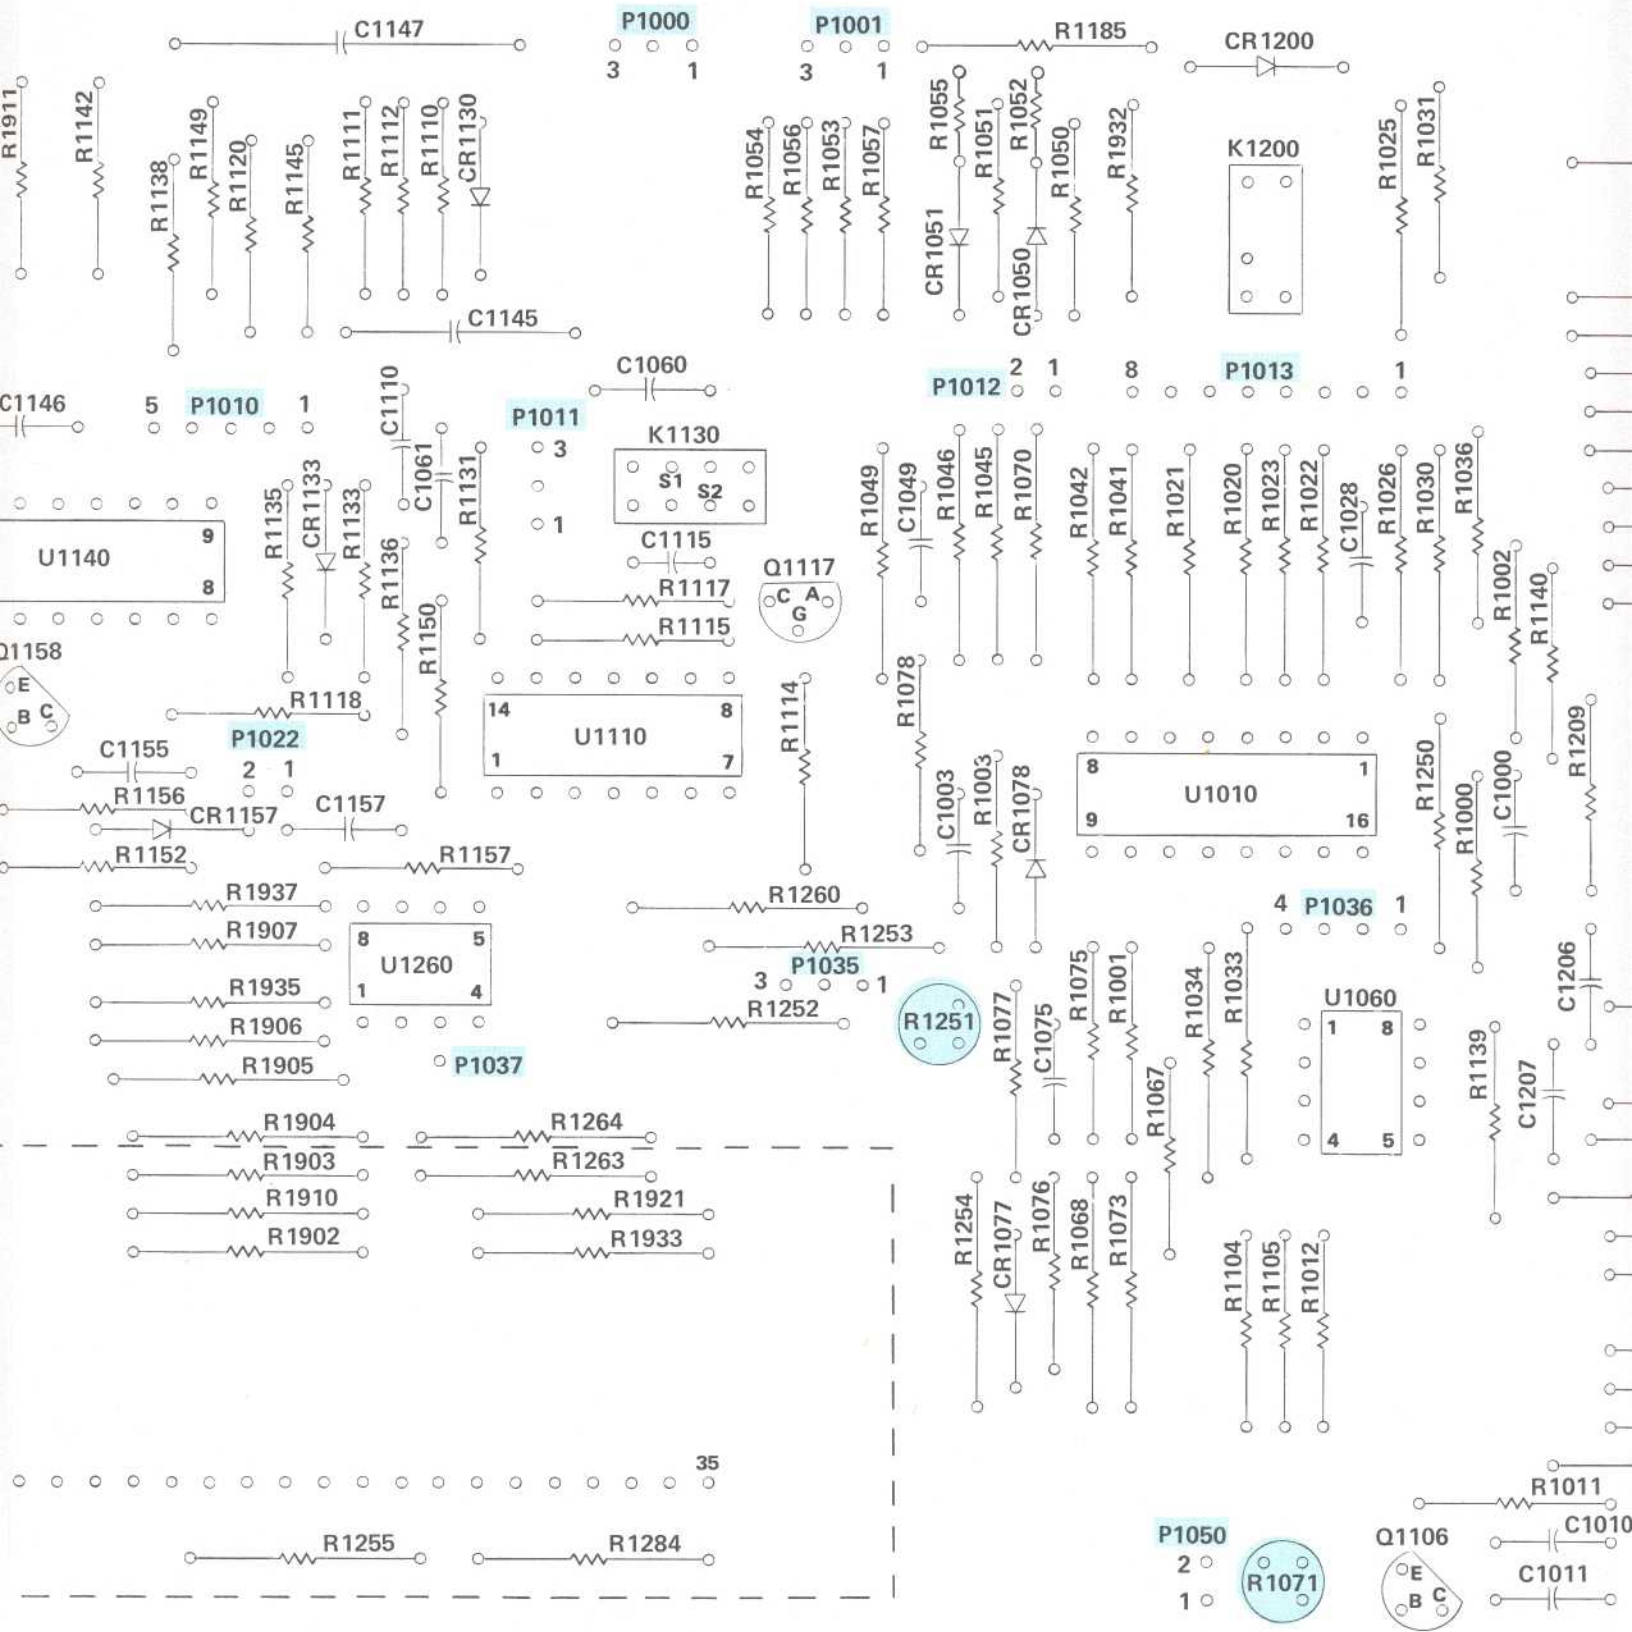 C1147
P1000
3 1
P1001
3 1
R1185
CR1200
R1911
R1142
R1138
R1149
R1120
R1145
R1111
R1112
R1110
CR1130
R1054
R1056
R1053
R1057
R1055
CR1051
R1051
R1052
CR1050
R1050
R1932
K1200
R1025
R1031
C1145
C1146
5 P1010 1
C1110
C1061
R1131
P1011
3
1
C1060
K1130
S1
S2
C1115
R1117
R1115
Q1117
C A
G
P1012
2 1
8 P1013 1
R1049
C1049
R1046
R1045
R1070
R1042
R1041
R1021
R1020
R1023
R1022
C1028
R1026
R1030
R1036
R1002
R1140
9
U1140
8
R1135
CR1133
R1133
R1136
R1150
Q1158
E
B C
R1118
P1022
2 1
C1155
R1156
CR1157
C1157
R1152
R1157
14 8
U1110
1 7
R1114
R1078
C1003
R1003
CR1078
8 1
U1010
9 16
R1250
R1000
C1000
R1209
R1937
R1907
R1935
R1906
R1905
8 5
U1260
1 4
P1037
R1260
R1253
P1035
3 1
R1252
R1251
R1077
C1075
R1075
R1001
R1067
R1034
R1033
4 P1036 1
U1060
1 8
4 5
R1139
C1206
C1207
R1904
R1903
R1910
R1902
R1264
R1263
R1921
R1933
R1254
CR1077
R1076
R1068
R1073
R1104
R1105
R1012
35
R1255
R1284
P1050
2
1
R1071
Q1106
E
B C
R1011
C1010
C1011